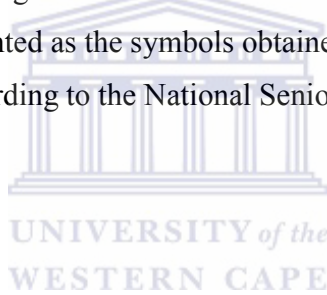 nted as the symbols obtaine
rding to the National Senio
UNIVERSITY of the
WESTERN CAPE